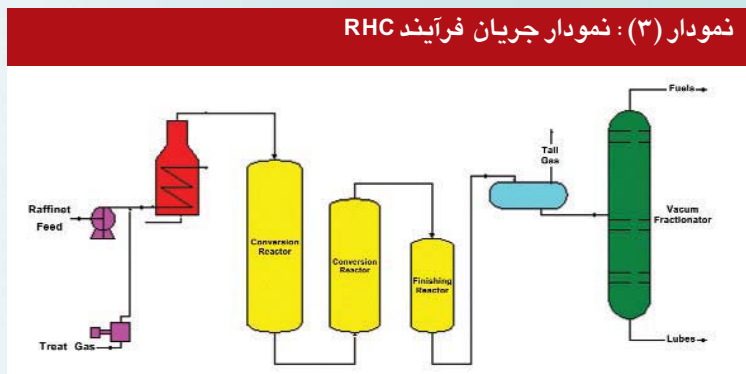 نمودار (۳) : نمودار جریان فرآیند RHC
Fuels
Tail
Gas
Raffinet
Feed
Vacum
Fractionator
Conversion
Reactor
Conversion
Reactor
Finishing
Reactor
Treat Gas
Lubes